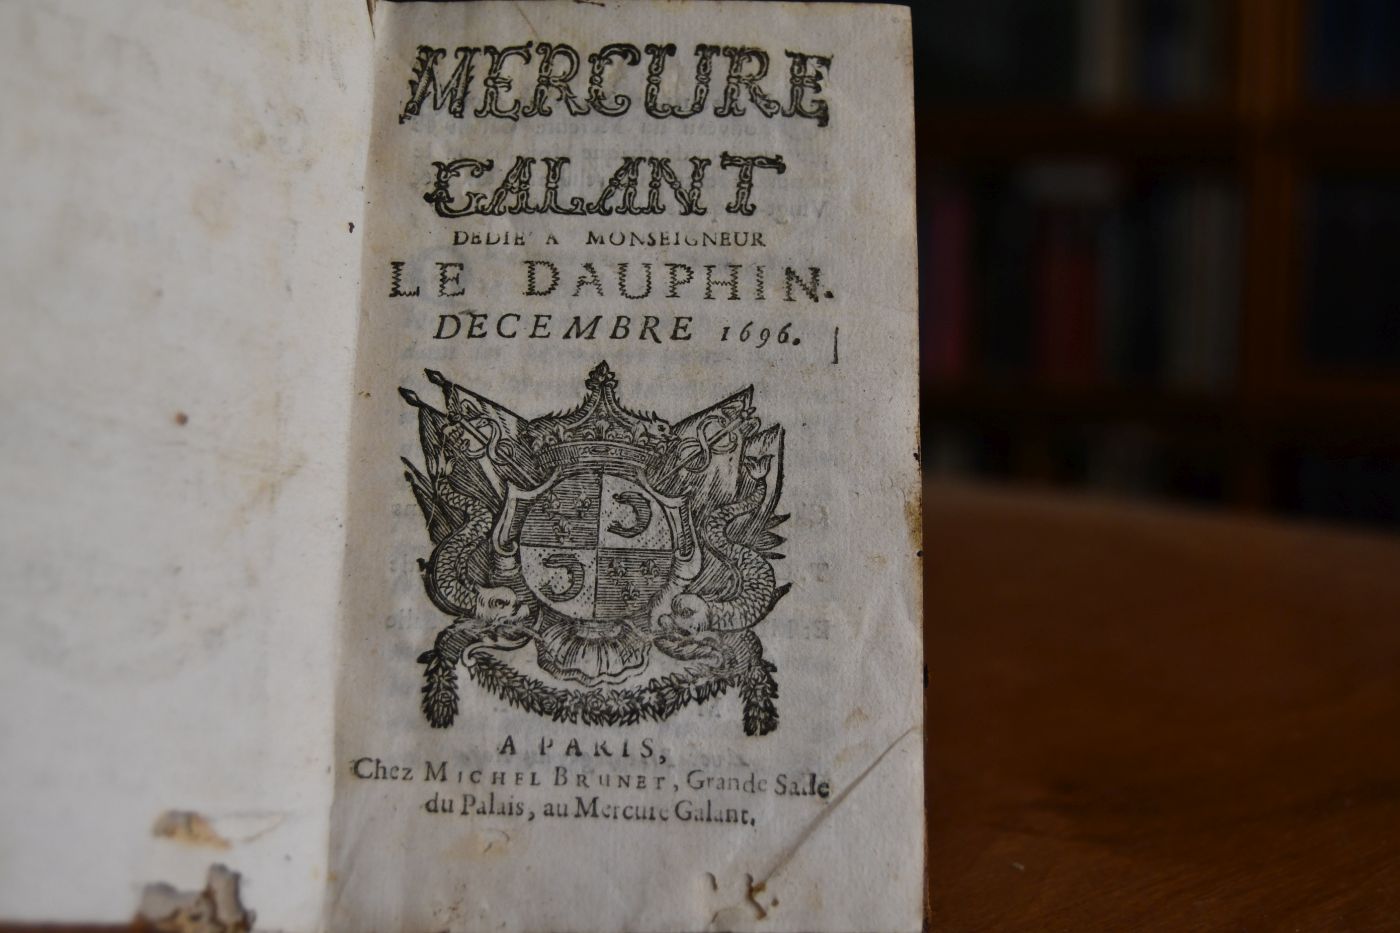 MERCURE
GALANT
DEDIE' A MONSEIGNEUR
LE DAUPHIN.
DECEMBRE 1696.
A PARIS,
Chez MICHEL BRUNET, Grande Salle
du Palais, au Mercure Galant.